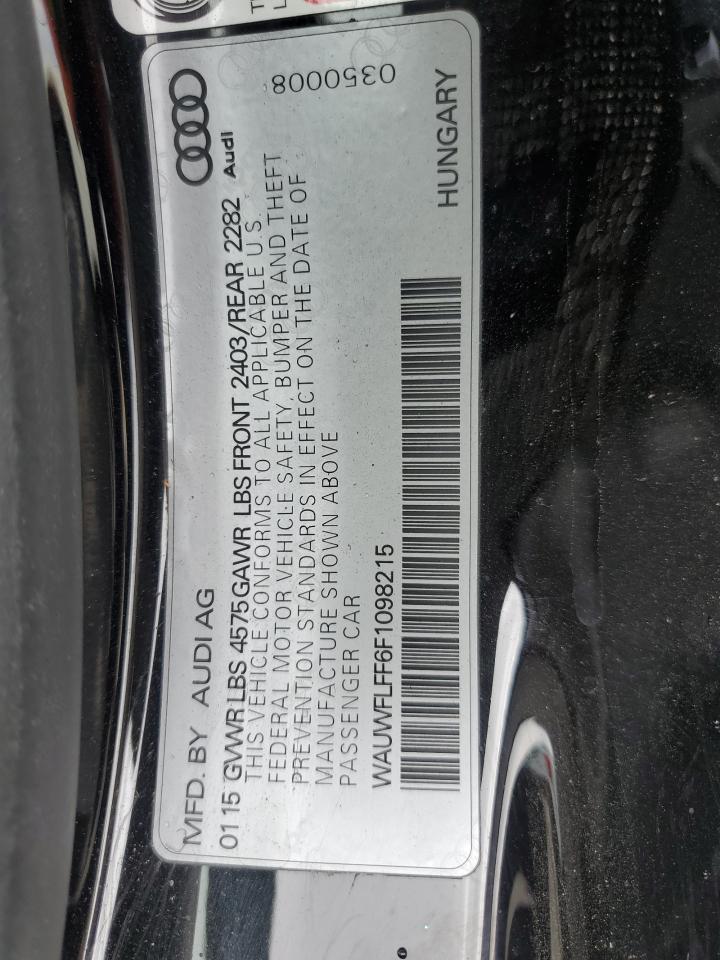 MFD. BY AUDI AG
01 15 GVWR LBS 4575 GAWR LBS FRONT 2403/REAR 2282
Audi
THIS VEHICLE CONFORMS TO ALL APPLICABLE U.S.
FEDERAL MOTOR VEHICLE SAFETY, BUMPER AND THEFT
PREVENTION STANDARDS IN EFFECT ON THE DATE OF
MANUFACTURE SHOWN ABOVE
PASSENGER CAR
0350008
WAUWFLFF6F1098215
HUNGARY